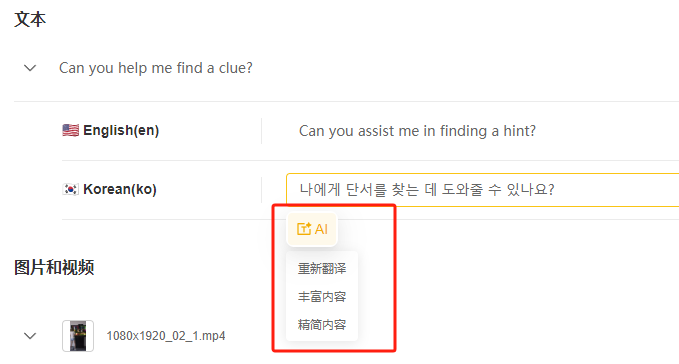 文本
Can you help me find a clue?
English(en)
Can you assist me in finding a hint?
Korean(ko)
나에게 단서를 찾는 데 도와줄 수 있나요?
AI
重新翻译
丰富内容
精简内容
图片和视频
1080x1920_02_1.mp4